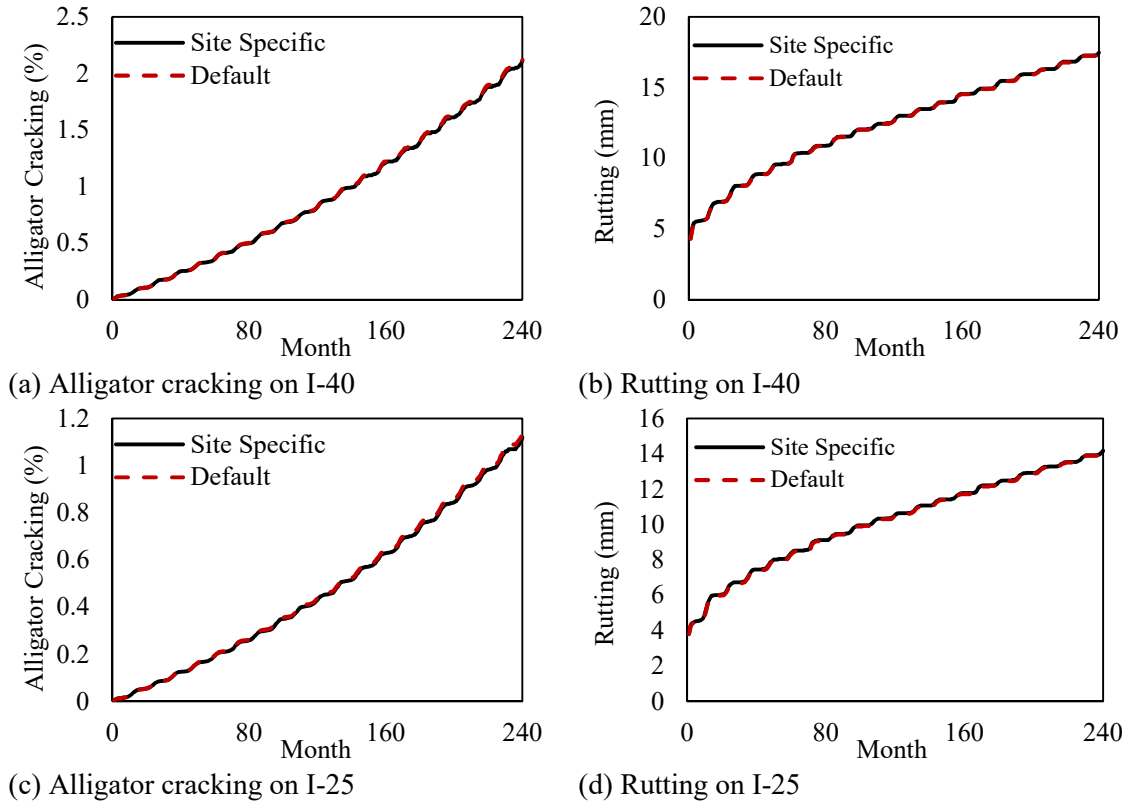 Alligator Cracking (%)
2.5
2
1.5
1
0.5
0
Site Specific
Default
0 80 160 240
Month
(a) Alligator cracking on I-40
Rutting (mm)
20
15
10
5
0
Site Specific
Default
0 80 160 240
Month
(b) Rutting on I-40
Alligator Cracking (%)
1.2
1
0.8
0.6
0.4
0.2
0
Site Specific
Default
0 80 160 240
Month
(c) Alligator cracking on I-25
Rutting (mm)
16
14
12
10
8
6
4
2
0
Site Specific
Default
0 80 160 240
Month
(d) Rutting on I-25